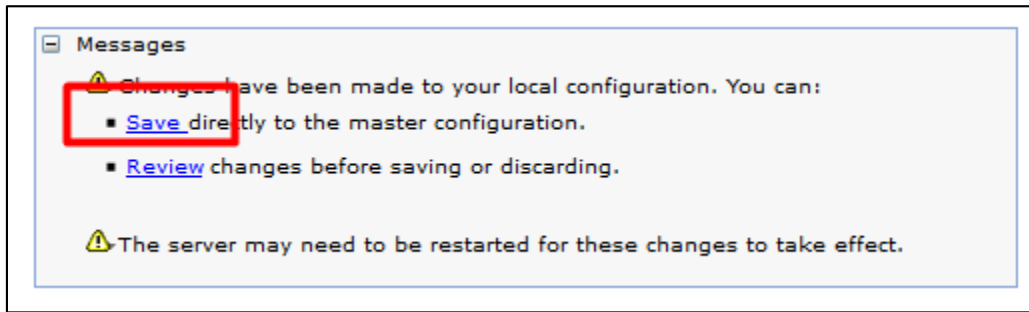 Messages
Changes have been made to your local configuration. You can:
Save directly to the master configuration.
Review changes before saving or discarding.
The server may need to be restarted for these changes to take effect.